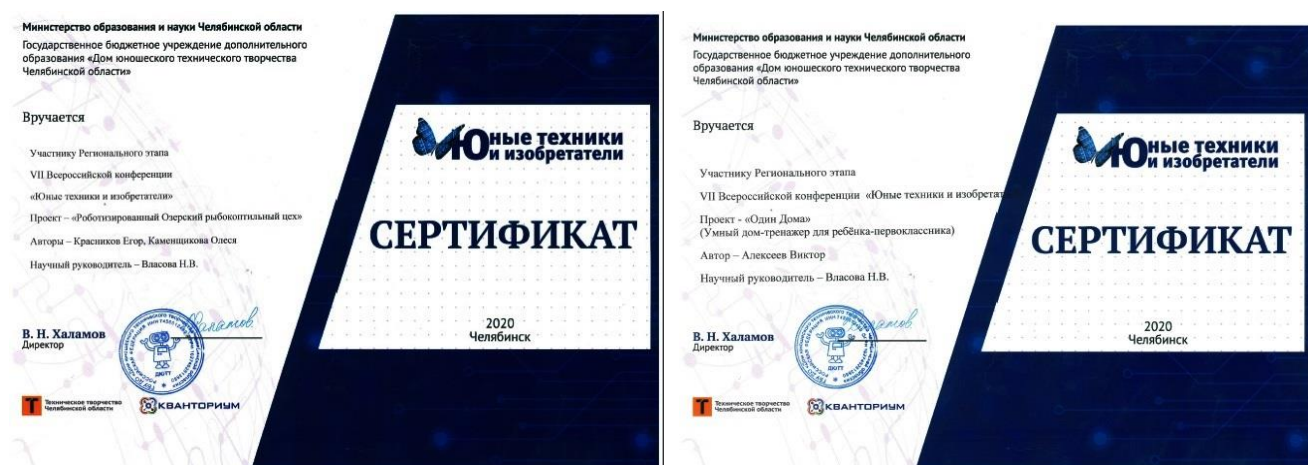 Министерство образования и науки Челябинской области
Государственное бюджетное учреждение дополнительного
образования «Дом юношеского технического творчества
Челябинской области»
Вручается
Участнику Регионального этапа
VII Всероссийской конференции
«Юные техники и изобретатели»
Проект – «Роботизированный Озерский рыбокоптильный цех»
Авторы – Красников Егор, Каменщикова Олеся
Научный руководитель – Власова Н.В.
В. Н. Халамов
Директор
ДЮТТ
Техническое творчество
Челябинской области
КВАНТОРИУМ
Юные техники
и изобретатели
СЕРТИФИКАТ
2020
Челябинск
Министерство образования и науки Челябинской области
Государственное бюджетное учреждение дополнительного
образования «Дом юношеского технического творчества
Челябинской области»
Вручается
Участнику Регионального этапа
VII Всероссийской конференции «Юные техники и изобретат
Проект - «Один Дома»
(Умный дом-тренажер для ребёнка-первоклассника)
Автор – Алексеев Виктор
Научный руководитель – Власова Н.В.
В. Н. Халамов
Директор
ДЮТТ
Техническое творчество
Челябинской области
КВАНТОРИУМ
Юные техники
и изобретатели
СЕРТИФИКАТ
2020
Челябинск